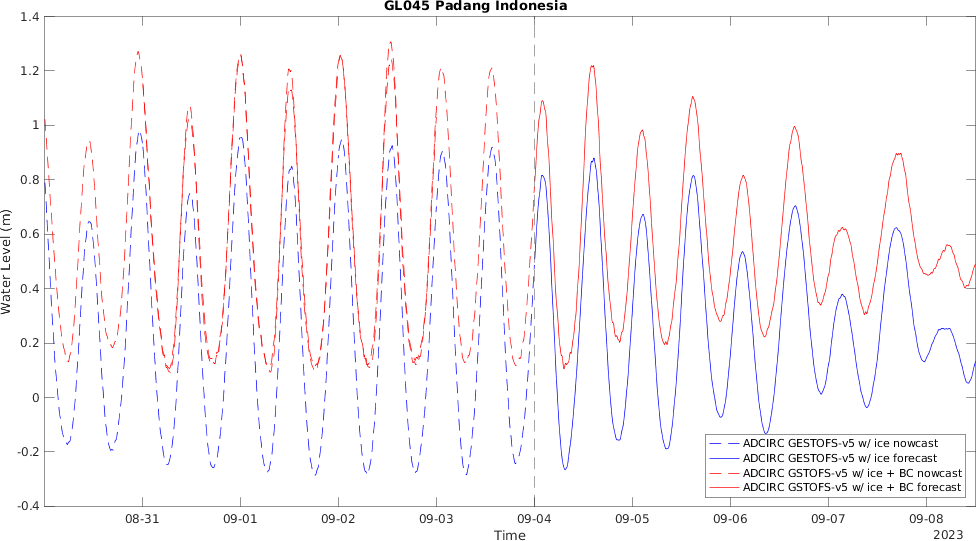 GL045 Padang Indonesia
1.4
1.2
1
0.8
0.6
0.4
0.2
0
-0.2
-0.4
Water Level (m)
ADCIRC GESTOFS-v5 w/ ice nowcast
ADCIRC GESTOFS-v5 w/ ice forecast
ADCIRC GSTOFS-v5 w/ ice + BC nowcast
ADCIRC GSTOFS-v5 w/ ice + BC forecast
08-31 09-01 09-02 09-03 09-04 09-05 09-06 09-07 09-08
Time
2023